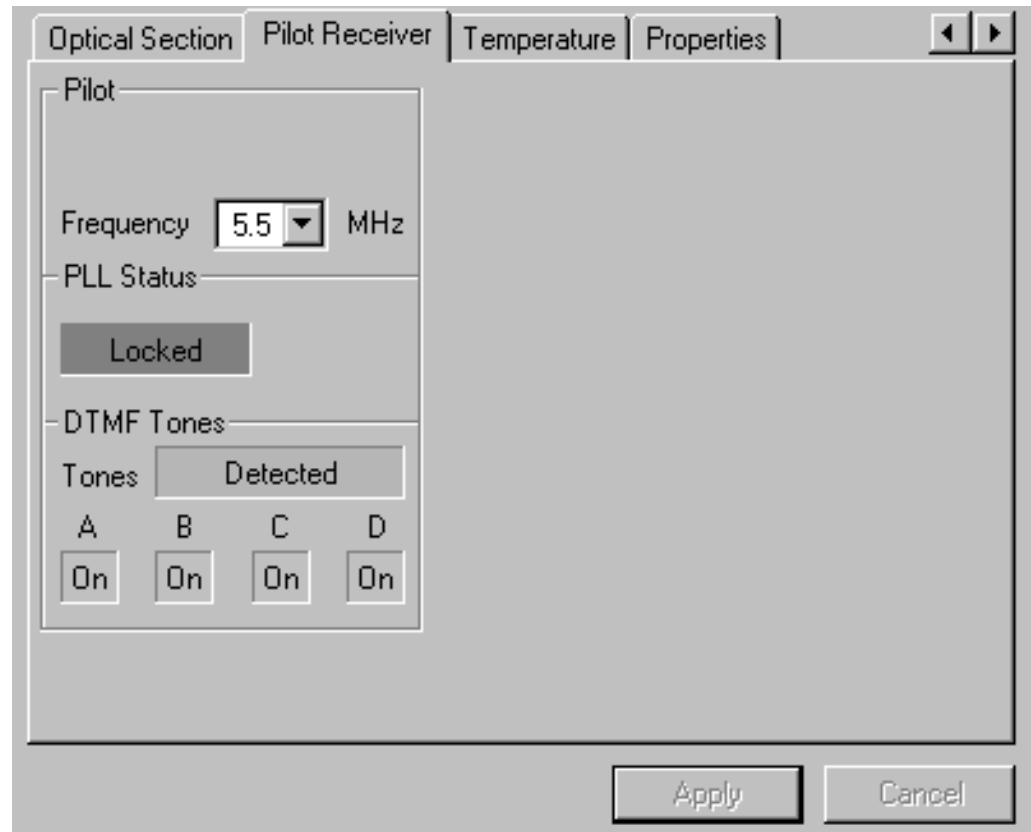 Optical Section Pilot Receiver Temperature Properties
Pilot
Frequency 5.5 MHz
PLL Status
Locked
DTMF Tones
Tones Detected
A B C D
On On On On
Apply Cancel